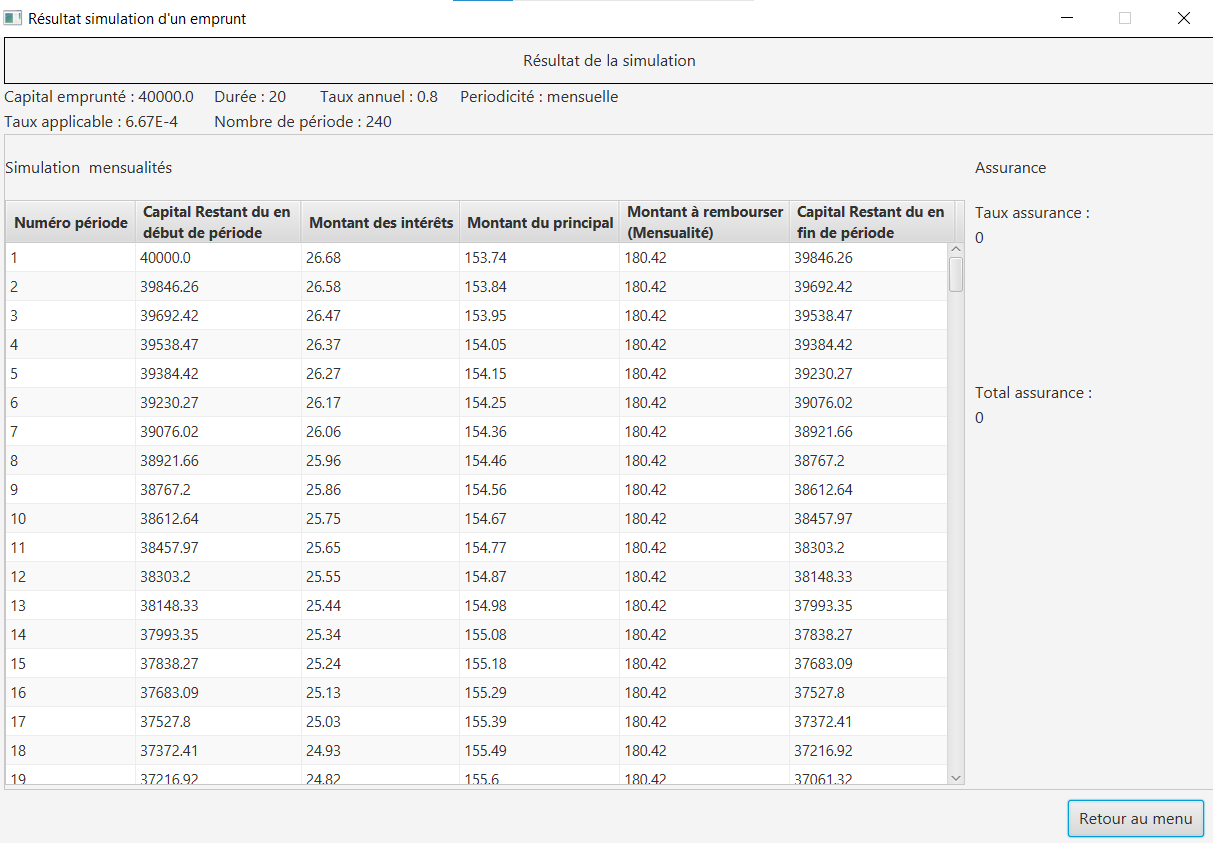 Résultat simulation d'un emprunt
Résultat de la simulation
Capital emprunté : 40000.0 Durée : 20 Taux annuel : 0.8 Periodicité : mensuelle
Taux applicable : 6.67E-4 Nombre de période : 240
Simulation mensualités
Numéro période Capital Restant du en début de période Montant des intérêts Montant du principal Montant à rembourser (Mensualité) Capital Restant du en fin de période
1 40000.0 26.68 153.74 180.42 39846.26
2 39846.26 26.58 153.84 180.42 39692.42
3 39692.42 26.47 153.95 180.42 39538.47
4 39538.47 26.37 154.05 180.42 39384.42
5 39384.42 26.27 154.15 180.42 39230.27
6 39230.27 26.17 154.25 180.42 39076.02
7 39076.02 26.06 154.36 180.42 38921.66
8 38921.66 25.96 154.46 180.42 38767.2
9 38767.2 25.86 154.56 180.42 38612.64
10 38612.64 25.75 154.67 180.42 38457.97
11 38457.97 25.65 154.77 180.42 38303.2
12 38303.2 25.55 154.87 180.42 38148.33
13 38148.33 25.44 154.98 180.42 37993.35
14 37993.35 25.34 155.08 180.42 37838.27
15 37838.27 25.24 155.18 180.42 37683.09
16 37683.09 25.13 155.29 180.42 37527.8
17 37527.8 25.03 155.39 180.42 37372.41
18 37372.41 24.93 155.49 180.42 37216.92
19 37216.92 24.82 155.6 180.42 37061.32
Assurance
Taux assurance :
0
Total assurance :
0
Retour au menu